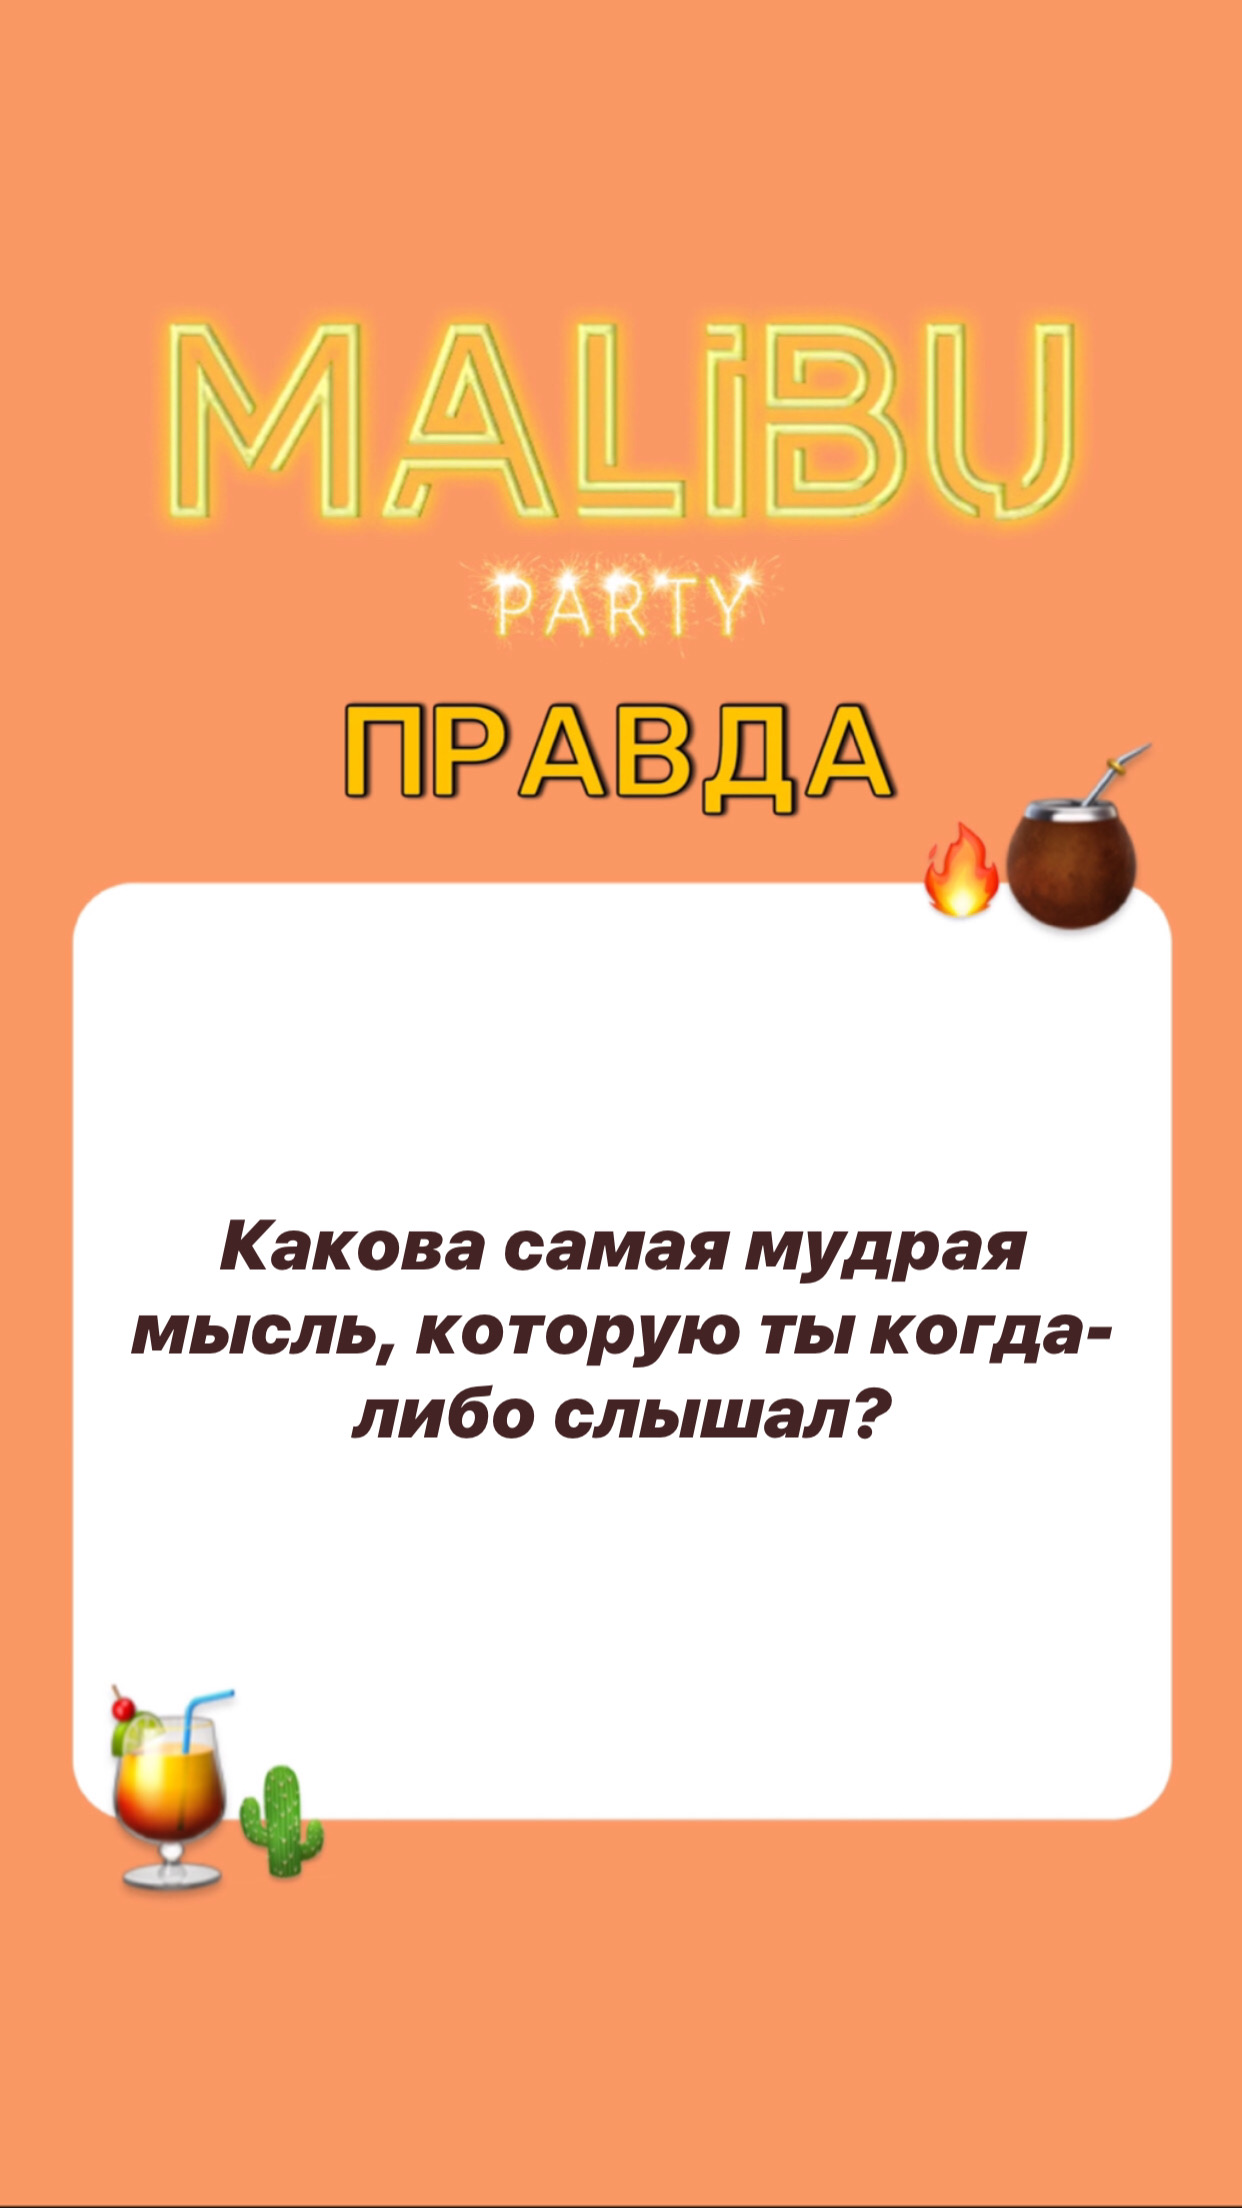 MALiBU
PARTY
ПРАВДА
Какова самая мудрая
мысль, которую ты когда-
либо слышал?